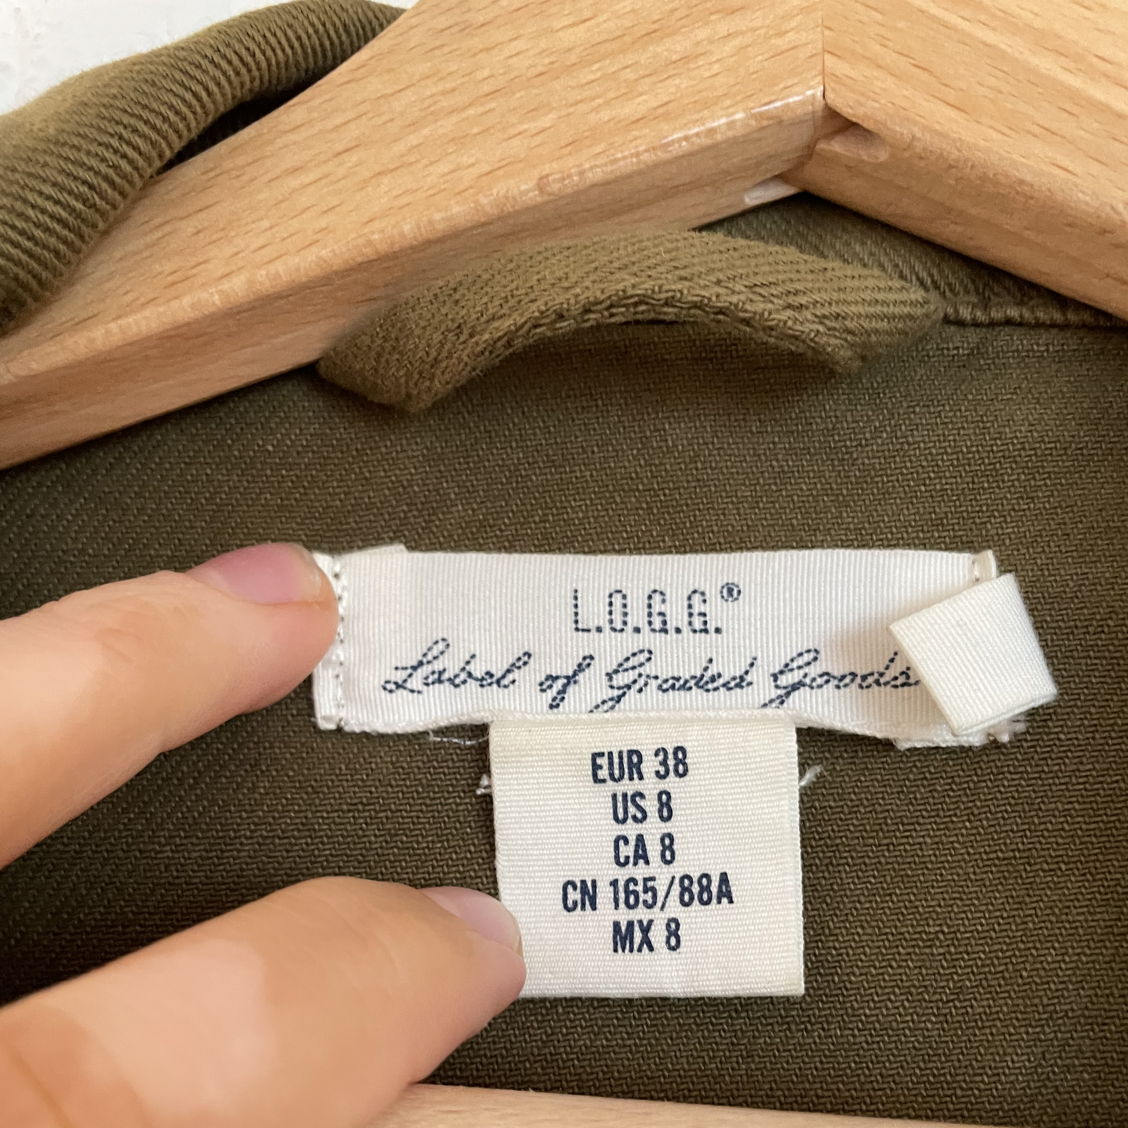 L.O.G.G.®
Label of Graded Goods
EUR 38
US 8
CA 8
CN 165/88A
MX 8